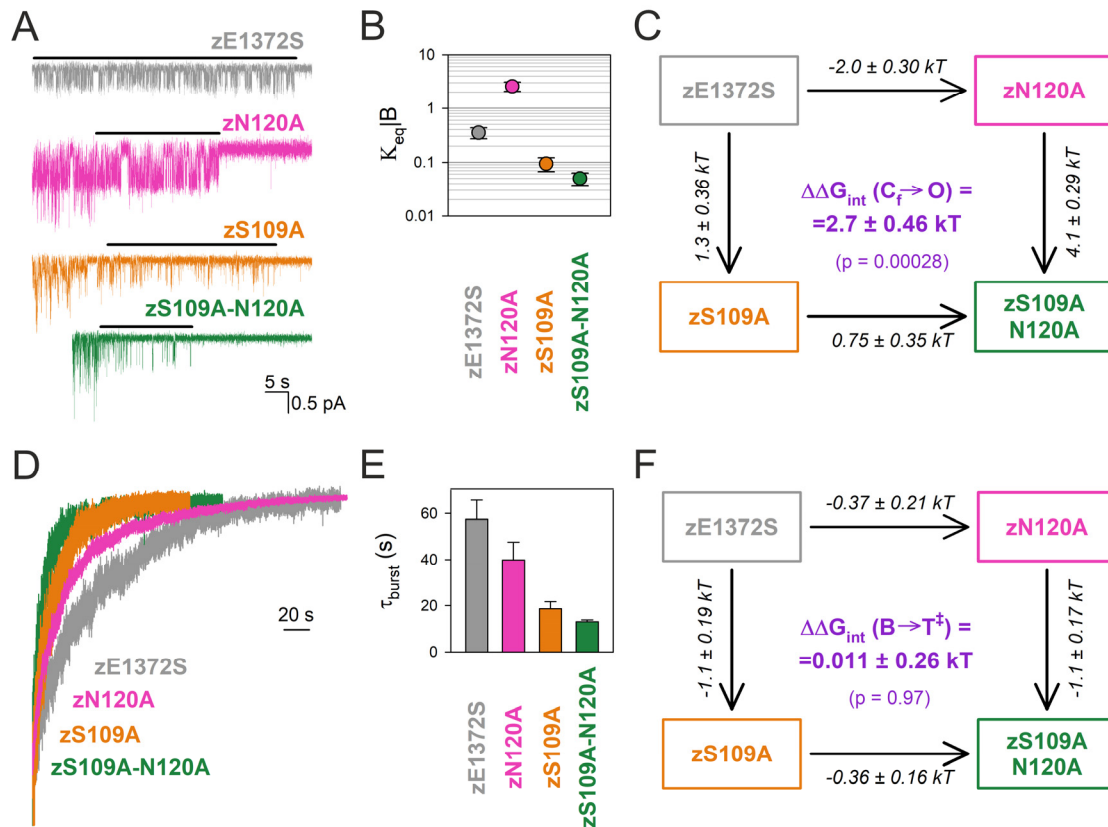 A
zE1372S
zN120A
zS109A
zS109A-N120A
5 s
0.5 pA
B
Keq|B
10
1
0.1
0.01
zE1372S
zN120A
zS109A
zS109A-N120A
C
zE1372S
-2.0 ± 0.30 kT
zN120A
1.3 ± 0.36 kT
ΔΔGint (Cf→O) =
=2.7 ± 0.46 kT
(p = 0.00028)
4.1 ± 0.29 kT
zS109A
0.75 ± 0.35 kT
zS109A
N120A
D
20 s
zE1372S
zN120A
zS109A
zS109A-N120A
E
τburst (s)
60
40
20
0
zE1372S
zN120A
zS109A
zS109A-N120A
F
zE1372S
-0.37 ± 0.21 kT
zN120A
-1.1 ± 0.19 kT
ΔΔGint (B→T‡) =
=0.011 ± 0.26 kT
(p = 0.97)
-1.1 ± 0.17 kT
zS109A
-0.36 ± 0.16 kT
zS109A
N120A